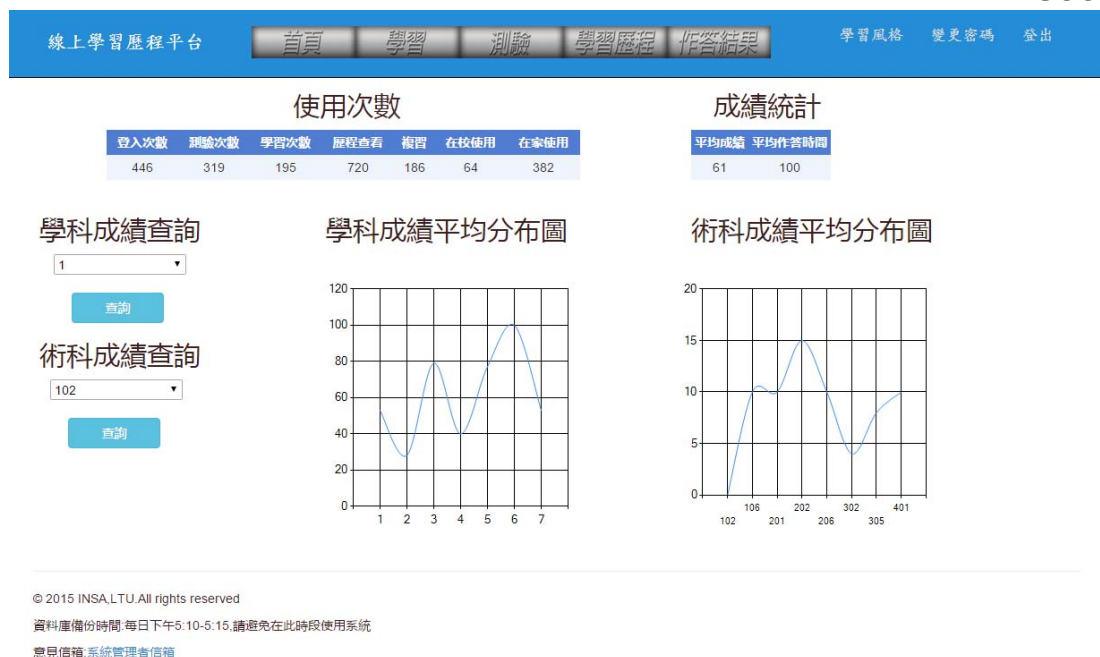 線上學習歷程平台 首頁 學習 測驗 學習歷程 作答結果 學習風格 變更密碼 登出
使用次數 成績統計
登入次數 測驗次數 學習次數 歷程查看 複習 在校使用 在家使用 平均成績 平均作答時間
446 319 195 720 186 64 382 61 100
學科成績查詢 學科成績平均分布圖 術科成績平均分布圖
1
查詢
術科成績查詢
102
查詢
120
100
80
60
40
20
0
1 2 3 4 5 6 7
20
15
10
5
0
106 202 302 401
102 201 206 305
© 2015 INSA,LTU.All rights reserved
資料庫備份時間:每日下午5:10-5:15,請避免在此時段使用系統
意見信箱:系統管理者信箱